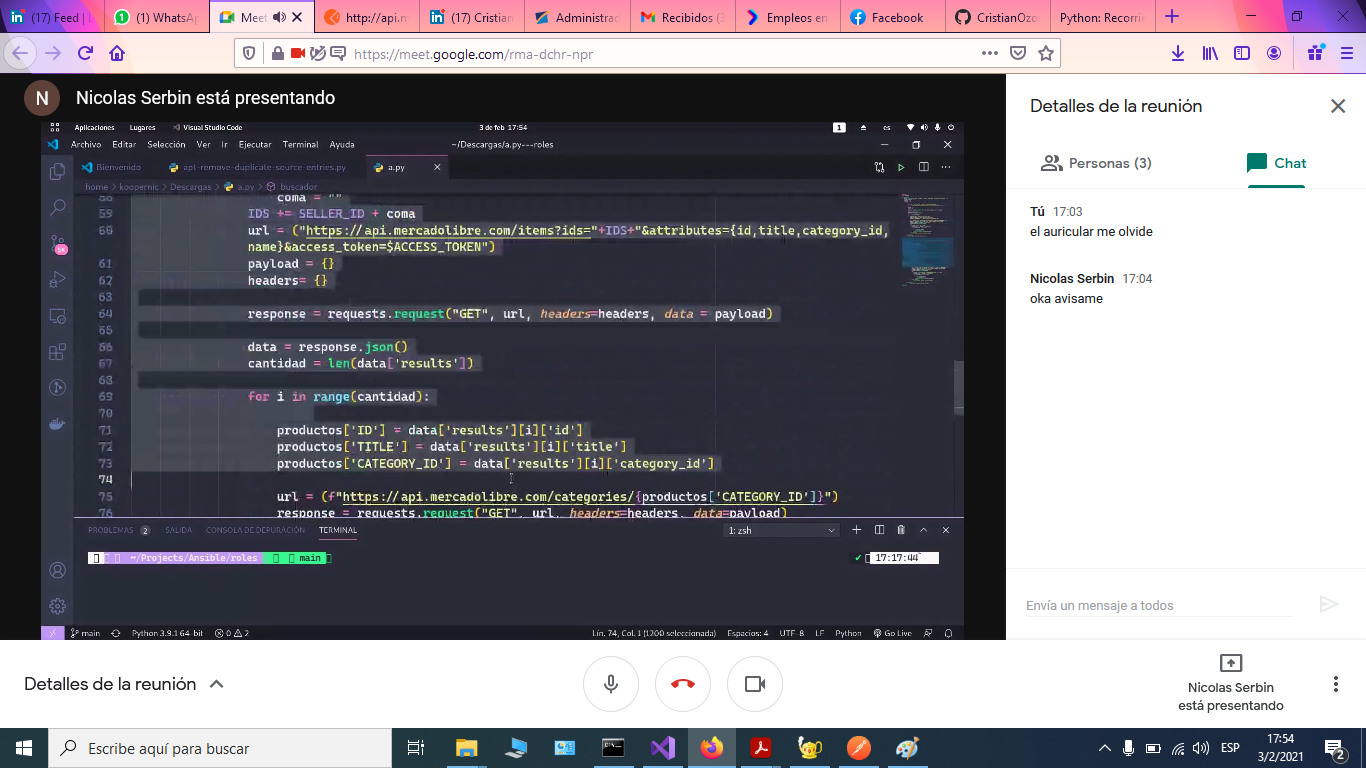 (17) Feed | L
(1) WhatsAp
Meet
http://api.m
(17) Cristian
Administrad
Recibidos (3
Empleos en
Facebook
CristianOzo
Python: Recorrie
https://meet.google.com/rma-dchr-npr
N Nicolas Serbin está presentando
Aplicaciones Lugares Visual Studio Code 3 de feb 17:54 1 es
Archivo Editar Selección Ver Ir Ejecutar Terminal Ayuda ~/Descargas/a.py---roles
Bienvenido apt-remove-duplicate-source-entries.py a.py
home > koopernic > Descargas > a.py > buscador
58 coma = ""
59 IDS += SELLER_ID + coma
60 url = ("https://api.mercadolibre.com/items?ids="+IDS+"&attributes={id,title,category_id,
name}&access_token=$ACCESS_TOKEN")
61 payload = {}
62 headers= {}
63
64 response = requests.request("GET", url, headers=headers, data = payload)
65
66 data = response.json()
67 cantidad = len(data['results'])
68
69 for i in range(cantidad):
70
71 productos['ID'] = data['results'][i]['id']
72 productos['TITLE'] = data['results'][i]['title']
73 productos['CATEGORY_ID'] = data['results'][i]['category_id']
74
75 url = (f"https://api.mercadolibre.com/categories/{productos['CATEGORY_ID']}")
76 response = requests.request("GET", url, headers=headers, data=payload)
PROBLEMAS 2 SALIDA CONSOLA DE DEPURACIÓN TERMINAL 1: zsh
~/Projects/Ansible/roles main 17:17:44
main Python 3.9.1 64-bit 0 2 Lín. 74, Col. 1 (1200 seleccionada) Espacios: 4 UTF-8 LF Python Go Live
Detalles de la reunión
Personas (3) Chat
Tú 17:03
el auricular me olvide
Nicolas Serbin 17:04
oka avisame
Envía un mensaje a todos
Detalles de la reunión
Nicolas Serbin
está presentando
Escribe aquí para buscar
ESP
17:54
3/2/2021
2